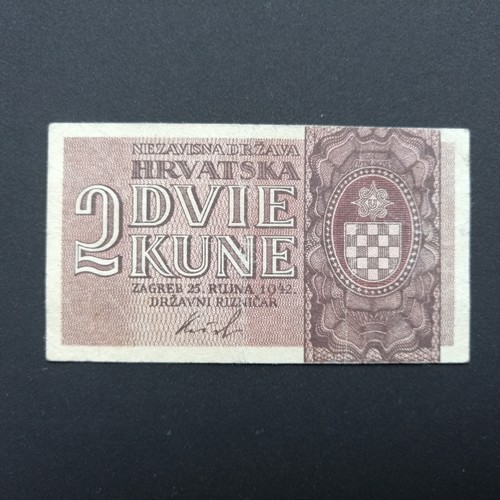 NEZAVISNA DRŽAVA
HRVATSKA
2 DVIE
KUNE
ZAGREB 25. RUJNA 1942.
DRŽAVNI RIZNIČAR